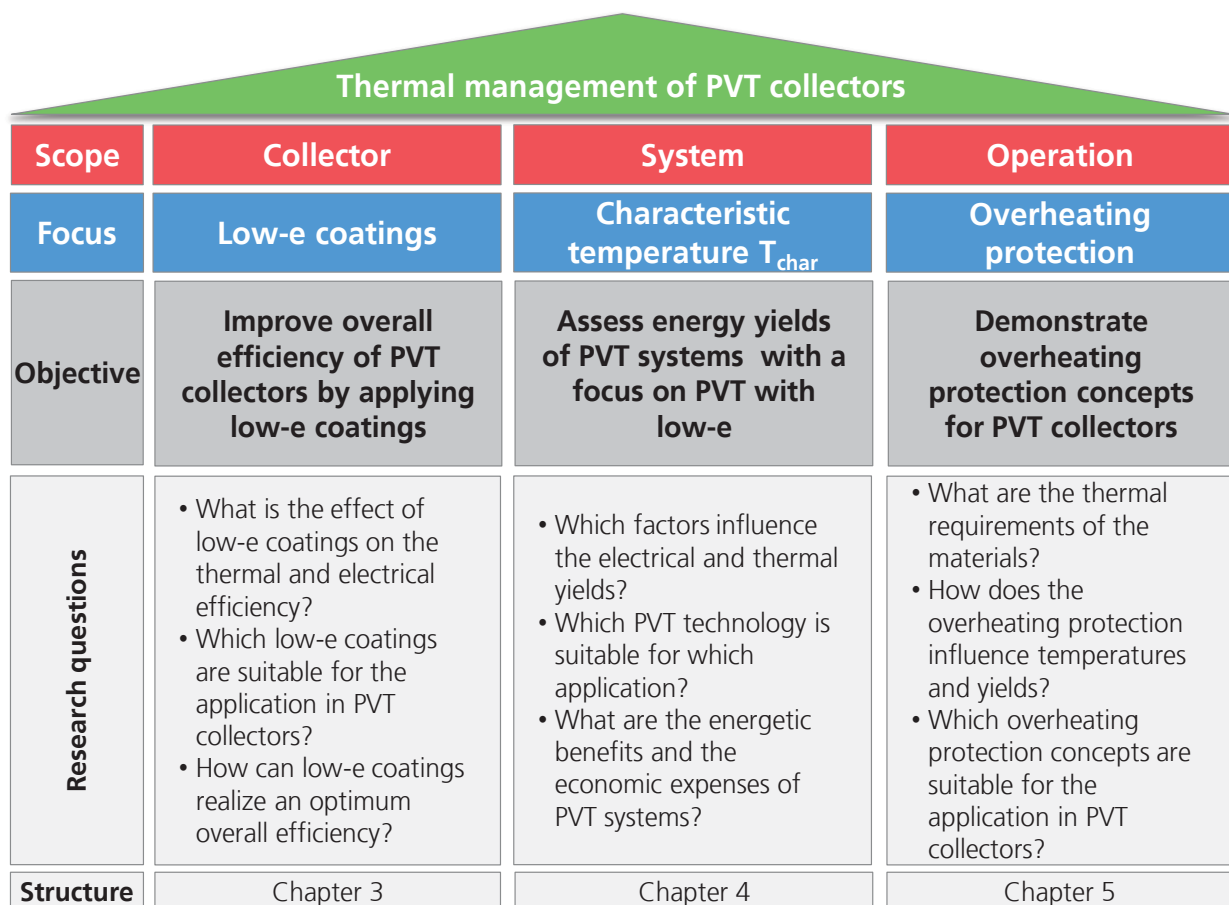 Thermal management of PVT collectors
Scope
Collector
System
Operation
Focus
Low-e coatings
Characteristic
temperature Tchar
Overheating
protection
Objective
Improve overall
efficiency of PVT
collectors by applying
low-e coatings
Assess energy yields
of PVT systems with a
focus on PVT with
low-e
Demonstrate
overheating
protection concepts
for PVT collectors
Research questions
• What is the effect of
low-e coatings on the
thermal and electrical
efficiency?
• Which low-e coatings
are suitable for the
application in PVT
collectors?
• How can low-e coatings
realize an optimum
overall efficiency?
• Which factors influence
the electrical and thermal
yields?
• Which PVT technology is
suitable for which
application?
• What are the energetic
benefits and the
economic expenses of
PVT systems?
• What are the thermal
requirements of the
materials?
• How does the
overheating protection
influence temperatures
and yields?
• Which overheating
protection concepts are
suitable for the
application in PVT
collectors?
Structure
Chapter 3
Chapter 4
Chapter 5